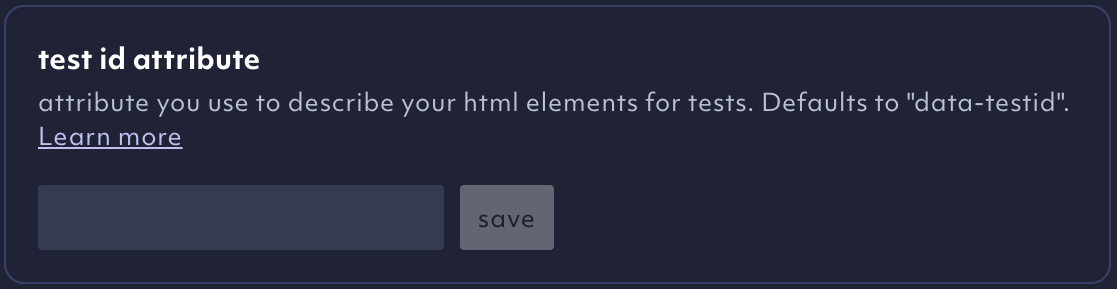 test id attribute
attribute you use to describe your html elements for tests. Defaults to "data-testid".
Learn more
save